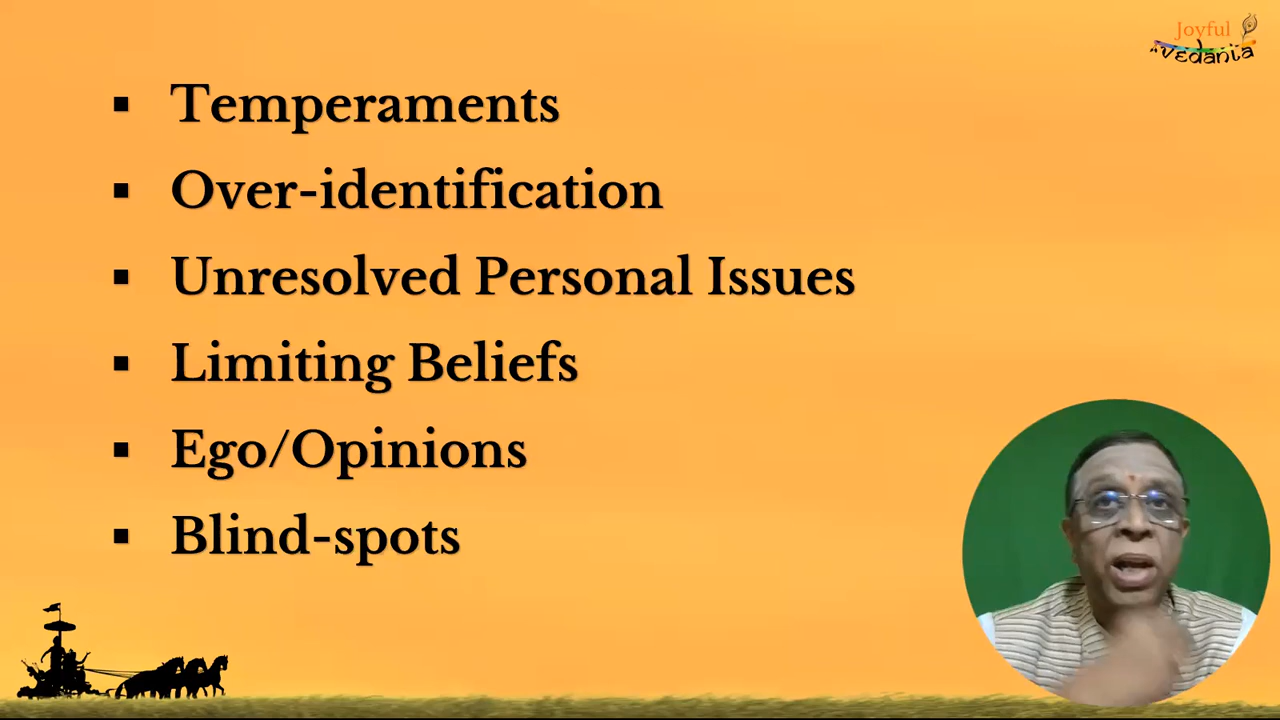 Joyful
Vedanta
Temperaments
Over-identification
Unresolved Personal Issues
Limiting Beliefs
Ego/Opinions
Blind-spots